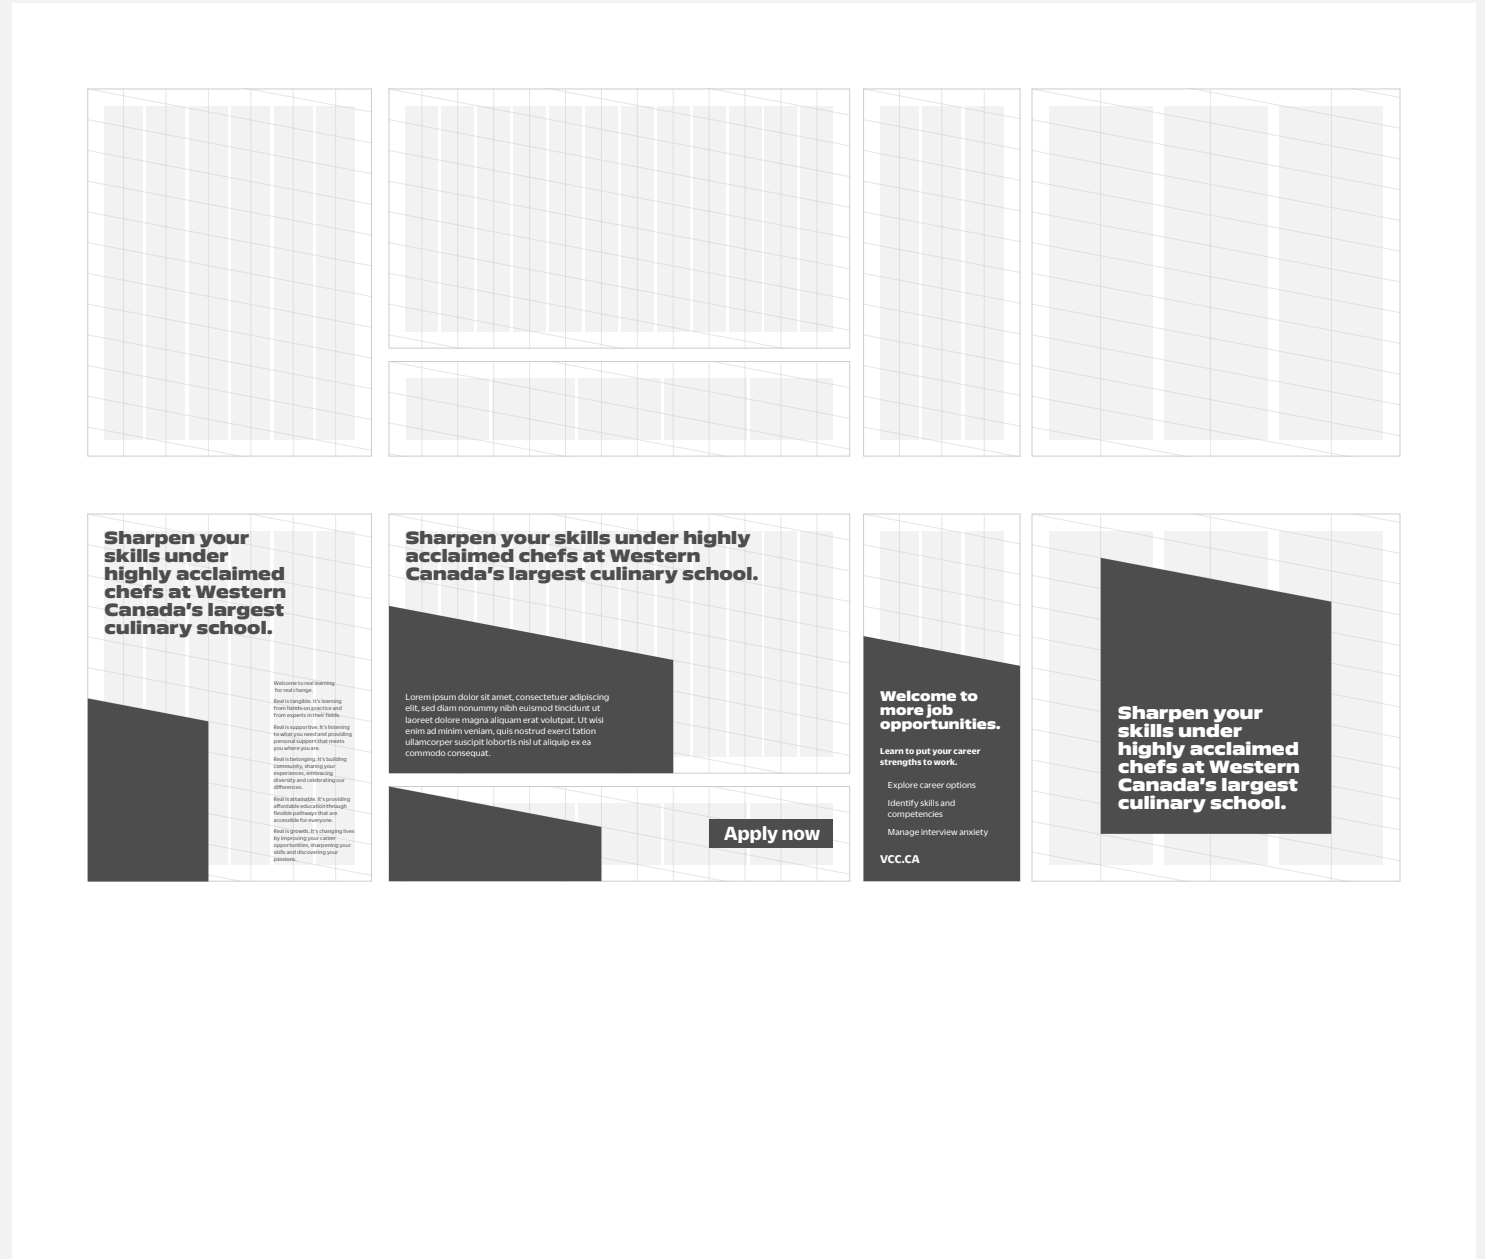 Sharpen your
skills under
highly acclaimed
chefs at Western
Canada's largest
culinary school.
Welcome to real learning
for real change.
Real is tangible. It's learning
from hands-on practice and
from experts in their fields.
Real is supportive. It's listening
to what you need and providing
personal support that meets
you where you are.
Real is belonging. It's building
community, sharing your
experiences, embracing
diversity and celebrating our
differences.
Real is attainable. It's providing
affordable education through
flexible pathways that are
accessible for everyone.
Real is growth. It's changing lives
by improving your career
opportunities, sharpening your
skills and discovering your
passions.
Sharpen your skills under highly
acclaimed chefs at Western
Canada's largest culinary school.
Lorem ipsum dolor sit amet, consectetuer adipiscing
elit, sed diam nonummy nibh euismod tincidunt ut
laoreet dolore magna aliquam erat volutpat. Ut wisi
enim ad minim veniam, quis nostrud exerci tation
ullamcorper suscipit lobortis nisl ut aliquip ex ea
commodo consequat.
Apply now
Welcome to
more job
opportunities.
Learn to put your career
strengths to work.
Explore career options
Identify skills and
competencies
Manage interview anxiety
VCC.CA
Sharpen your
skills under
highly acclaimed
chefs at Western
Canada's largest
culinary school.